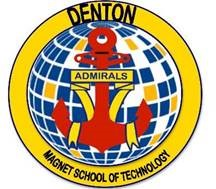 DENTON
ADMIRALS
MAGNET SCHOOL OF TECHNOLOGY